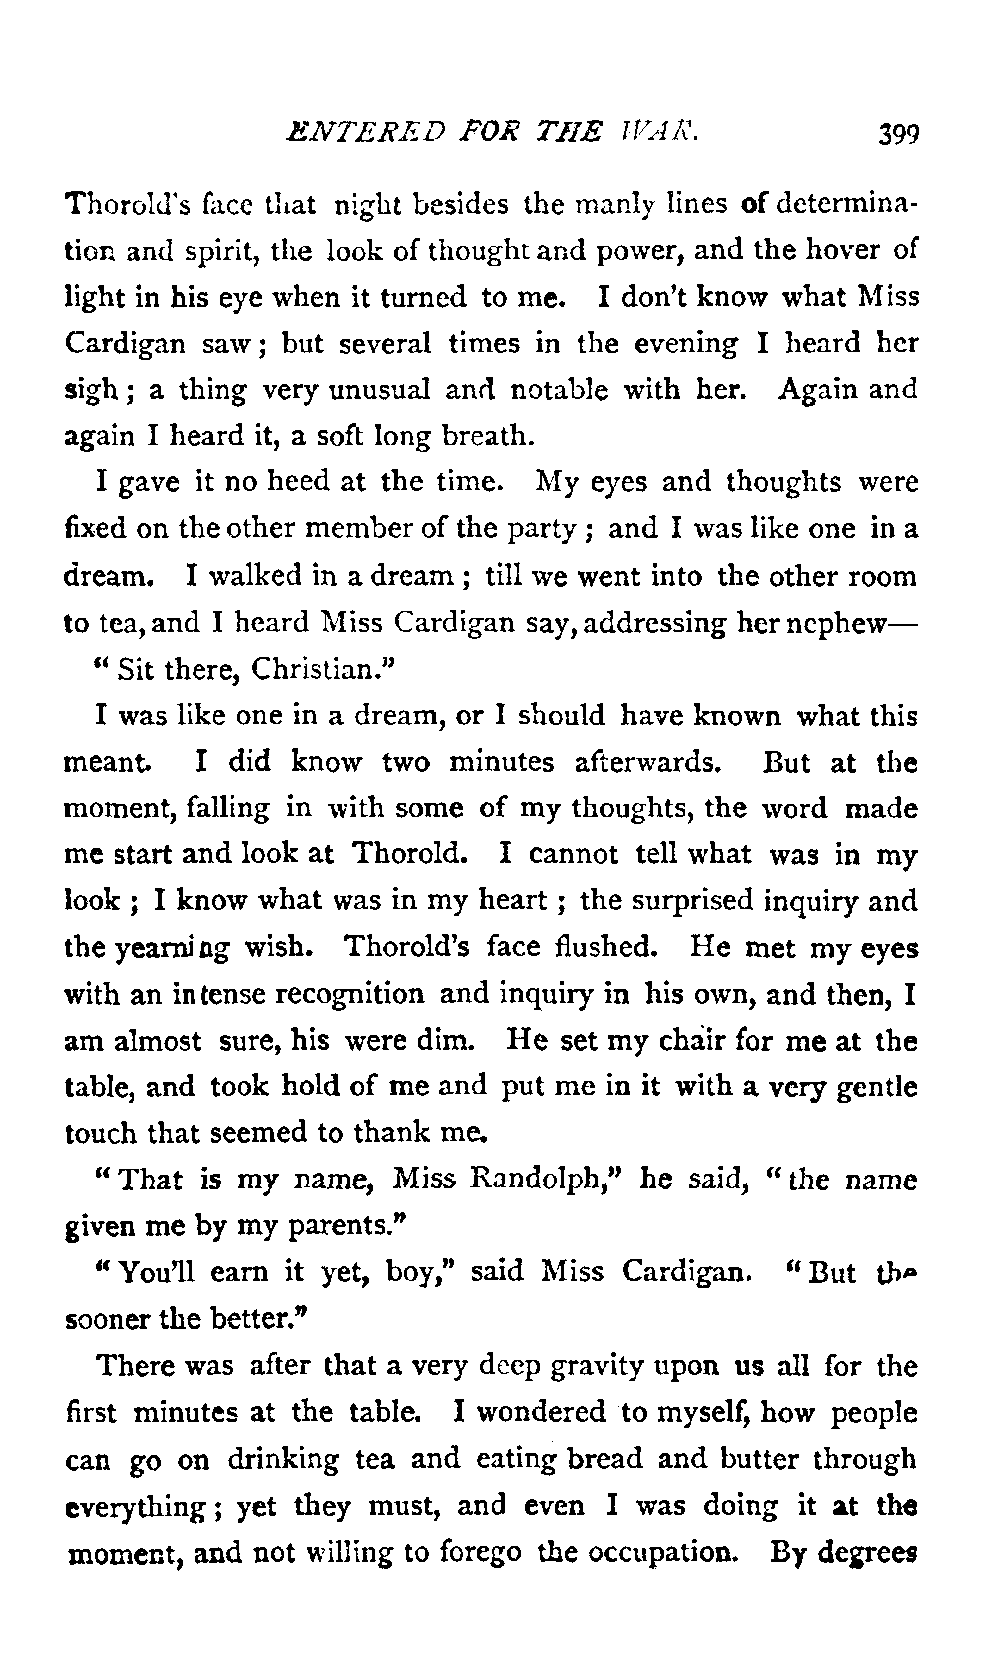 ENTERED FOR THE WAR. 399
Thorold's face that night besides the manly lines of determina-
tion and spirit, the look of thought and power, and the hover of
light in his eye when it turned to me. I don't know what Miss
Cardigan saw; but several times in the evening I heard her
sigh; a thing very unusual and notable with her. Again and
again I heard it, a soft long breath.
I gave it no heed at the time. My eyes and thoughts were
fixed on the other member of the party; and I was like one in a
dream. I walked in a dream; till we went into the other room
to tea, and I heard Miss Cardigan say, addressing her nephew—
"Sit there, Christian."
I was like one in a dream, or I should have known what this
meant. I did know two minutes afterwards. But at the
moment, falling in with some of my thoughts, the word made
me start and look at Thorold. I cannot tell what was in my
look; I know what was in my heart; the surprised inquiry and
the yearning wish. Thorold's face flushed. He met my eyes
with an intense recognition and inquiry in his own, and then, I
am almost sure, his were dim. He set my chair for me at the
table, and took hold of me and put me in it with a very gentle
touch that seemed to thank me.
"That is my name, Miss Randolph," he said, "the name
given me by my parents."
"You'll earn it yet, boy," said Miss Cardigan. "But the
sooner the better."
There was after that a very deep gravity upon us all for the
first minutes at the table. I wondered to myself, how people
can go on drinking tea and eating bread and butter through
everything; yet they must, and even I was doing it at the
moment, and not willing to forego the occupation. By degrees